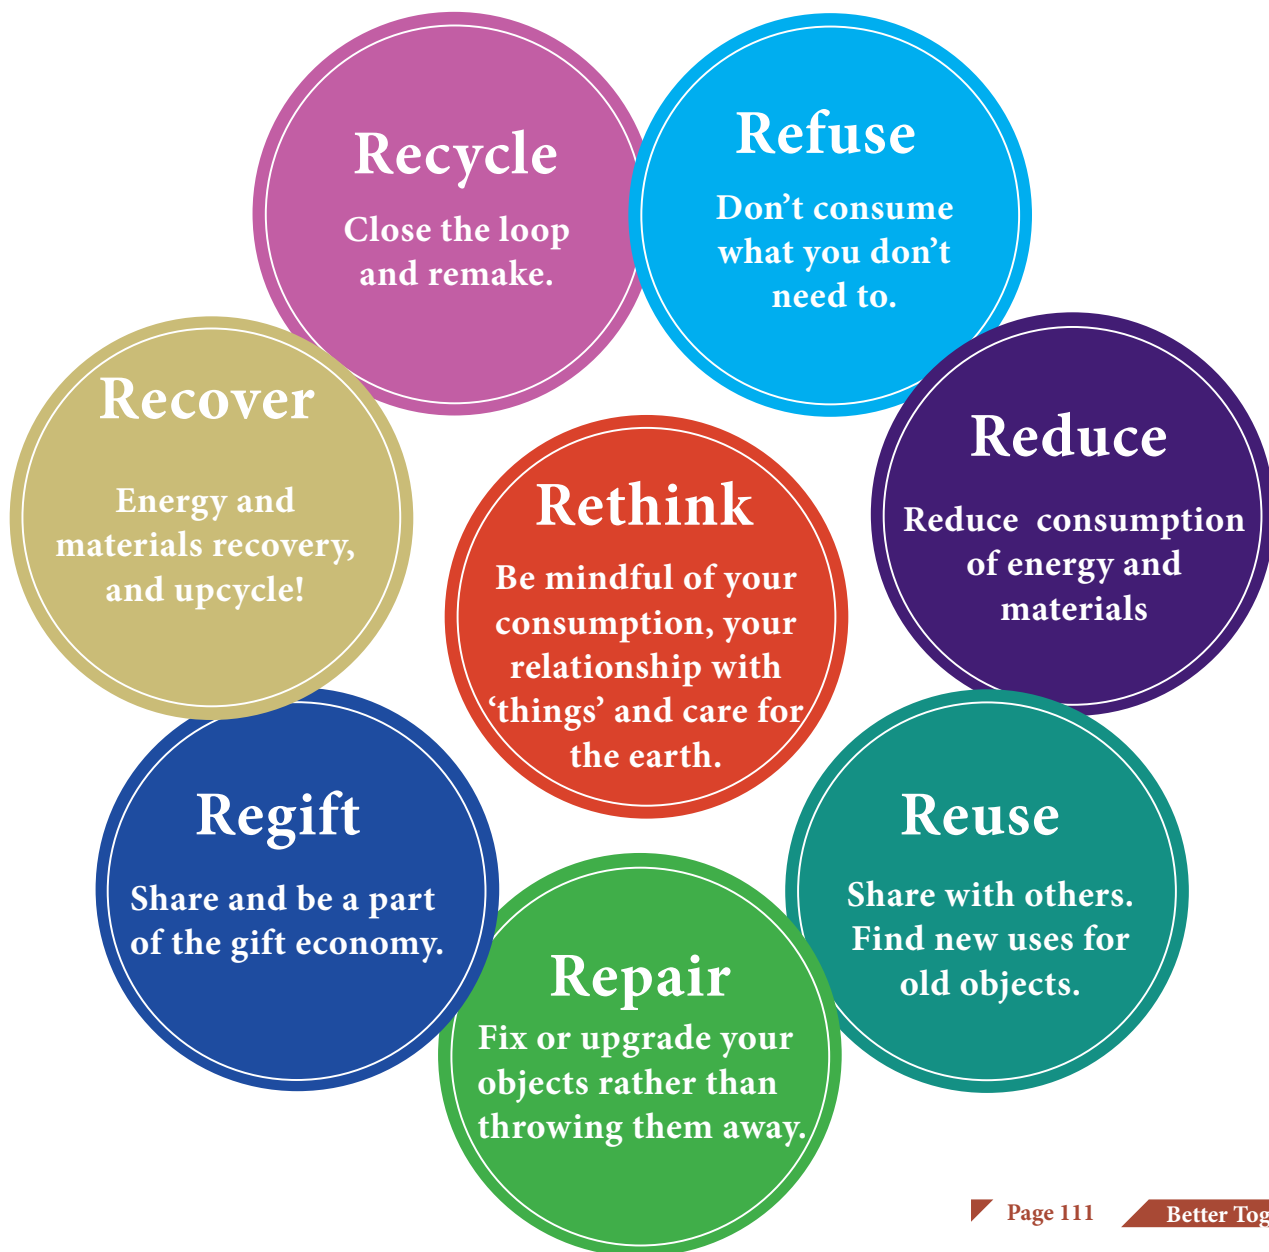 Recycle
Close the loop
and remake.
Refuse
Don’t consume
what you don’t
need to.
Recover
Energy and
materials recovery,
and upcycle!
Rethink
Be mindful of your
consumption, your
relationship with
‘things’ and care for
the earth.
Reduce
Reduce consumption
of energy and
materials
Regift
Share and be a part
of the gift economy.
Repair
Fix or upgrade your
objects rather than
throwing them away.
Reuse
Share with others.
Find new uses for
old objects.
Page 111
Better Tog